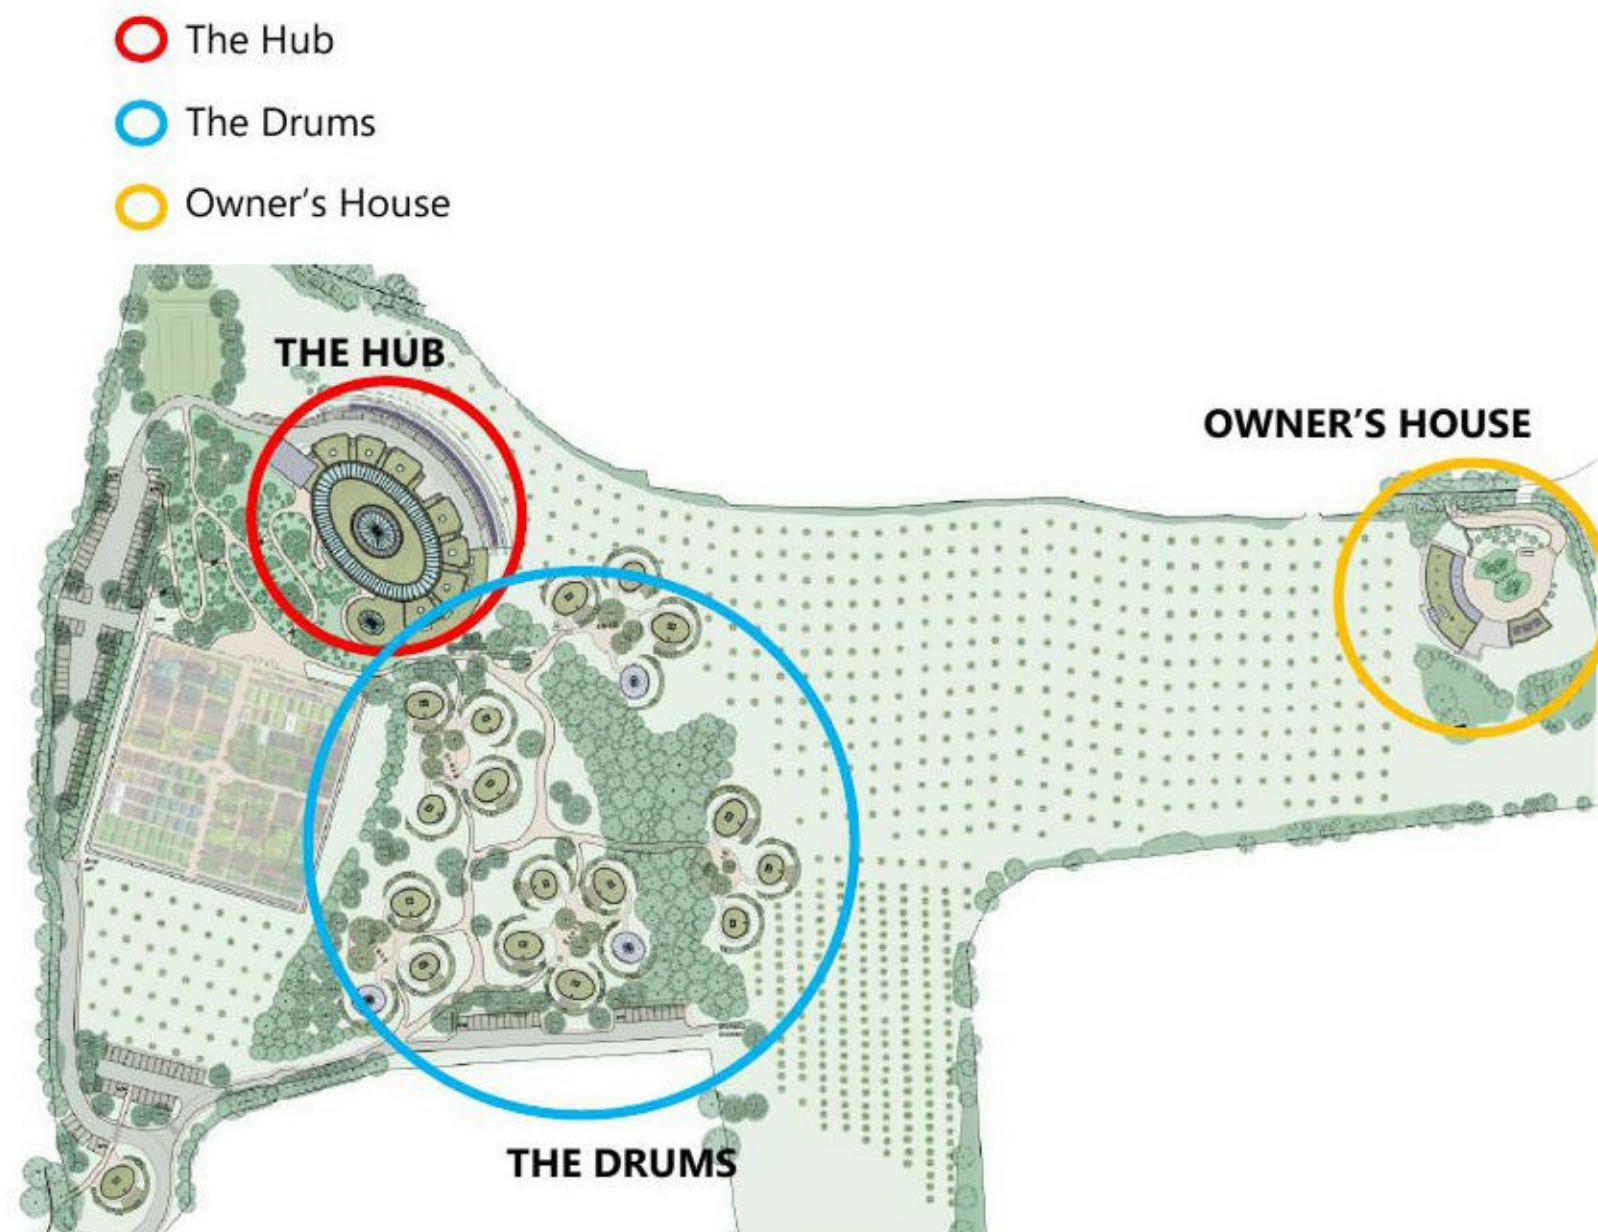 The Hub
The Drums
Owner’s House
THE HUB
OWNER’S HOUSE
THE DRUMS